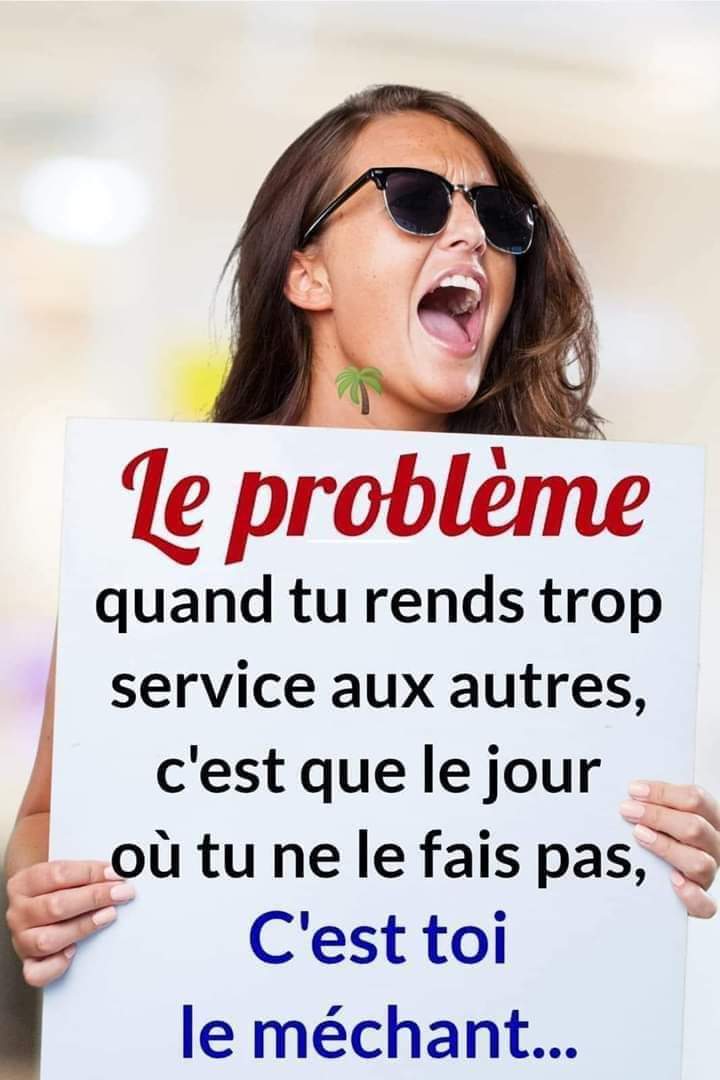 Le problème
quand tu rends trop
service aux autres,
c'est que le jour
où tu ne le fais pas,
C'est toi
le méchant...